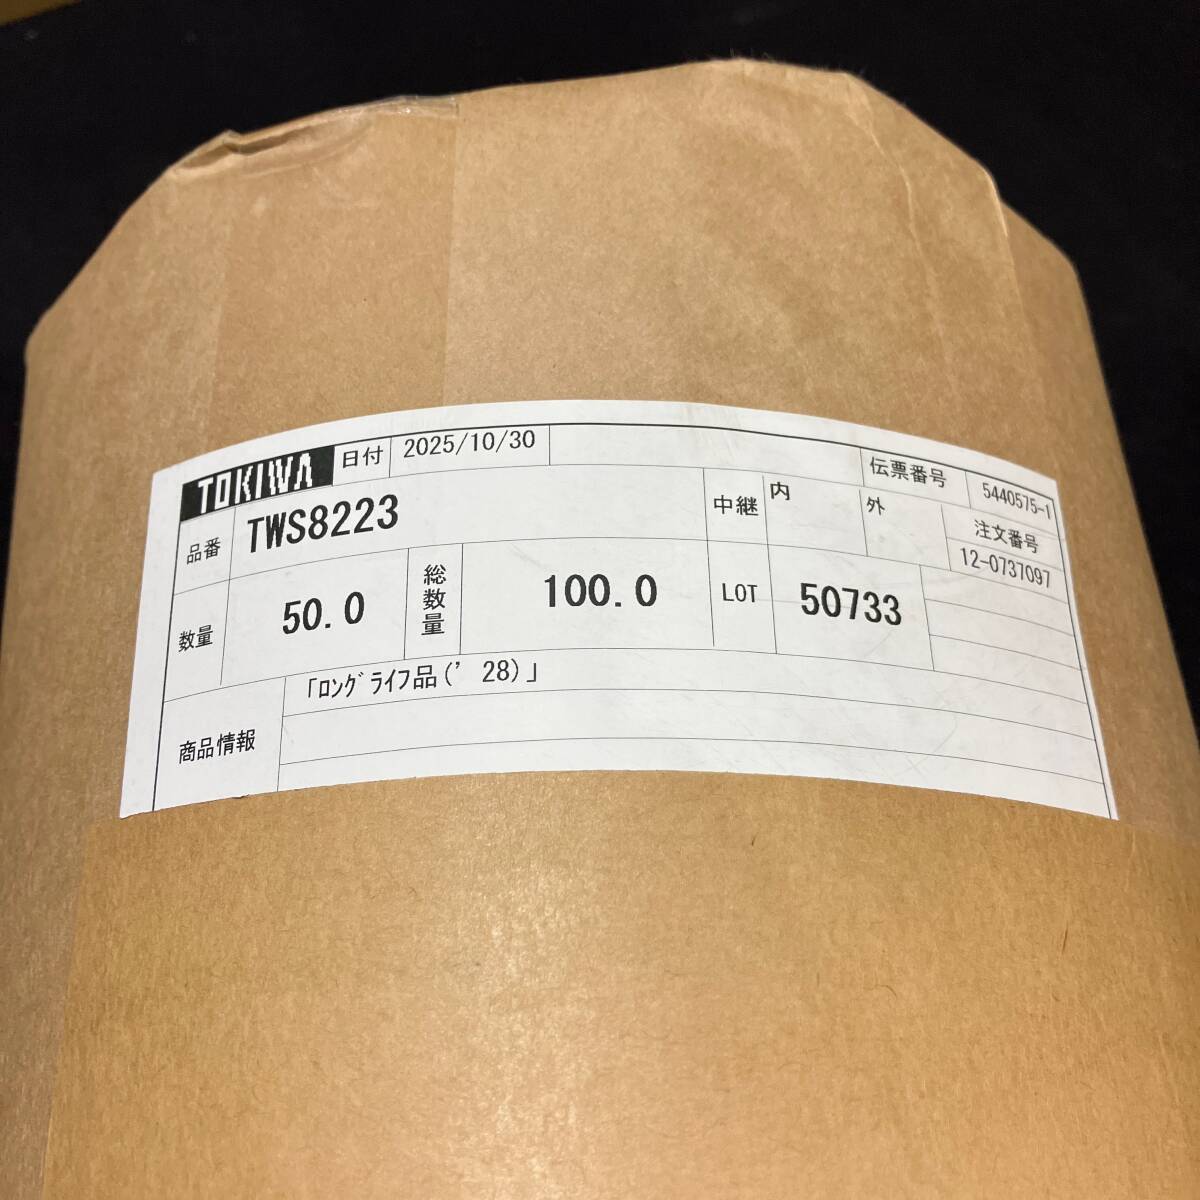 TOKIWA 日付 2025/10/30 伝票番号 5440575-1
品番 TWS8223 中継 内 外 注文番号
12-0737097
数量 50.0 総数量 100.0 LOT 50733
商品情報 「ﾛﾝｸﾞﾗｲﾌ品(’28)」